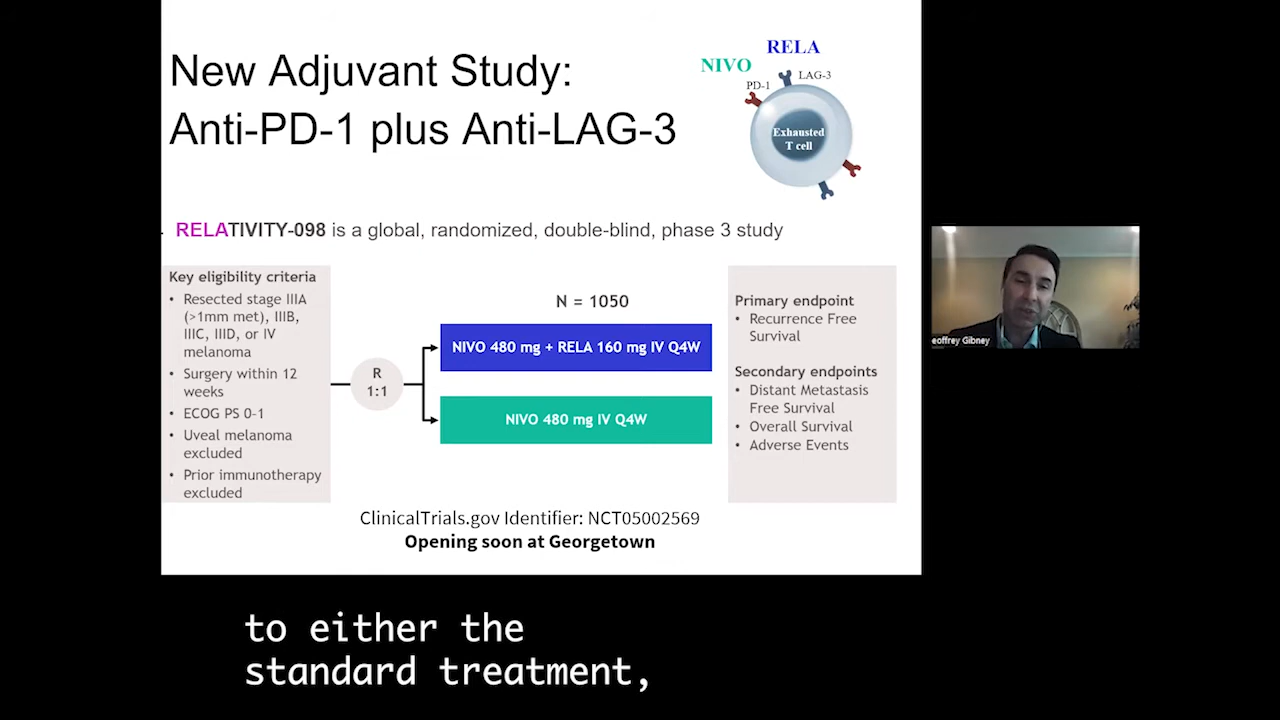 New Adjuvant Study:
Anti-PD-1 plus Anti-LAG-3
RELA
NIVO
LAG-3
PD-1
Exhausted
T cell
RELATIVITY-098 is a global, randomized, double-blind, phase 3 study
Key eligibility criteria
• Resected stage IIIA
(>1mm met), IIIB,
IIIC, IIID, or IV
melanoma
• Surgery within 12
weeks
• ECOG PS 0-1
• Uveal melanoma
excluded
• Prior immunotherapy
excluded
R
1:1
N = 1050
NIVO 480 mg + RELA 160 mg IV Q4W
NIVO 480 mg IV Q4W
Primary endpoint
• Recurrence Free
Survival
Secondary endpoints
• Distant Metastasis
Free Survival
• Overall Survival
• Adverse Events
ClinicalTrials.gov Identifier: NCT05002569
Opening soon at Georgetown
eoffrey Gibney
to either the
standard treatment,